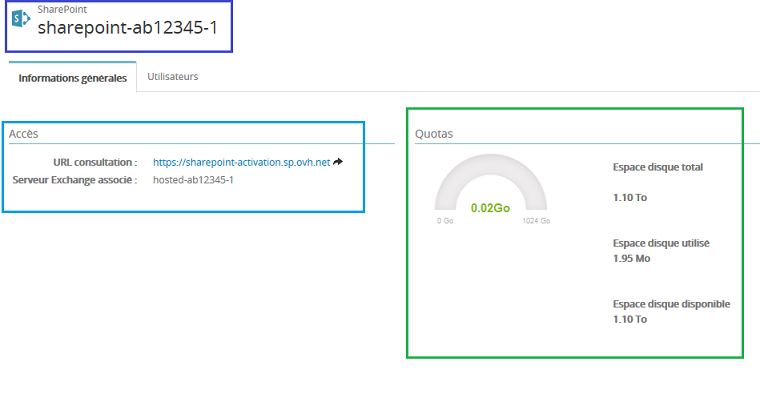 SharePoint
sharepoint-ab12345-1
Informations générales
Utilisateurs
Accès
URL consultation :
https://sharepoint-activation.sp.ovh.net
Serveur Exchange associé :
hosted-ab12345-1
Quotas
0.02Go
0 Go
1024 Go
Espace disque total
1.10 To
Espace disque utilisé
1.95 Mo
Espace disque disponible
1.10 To